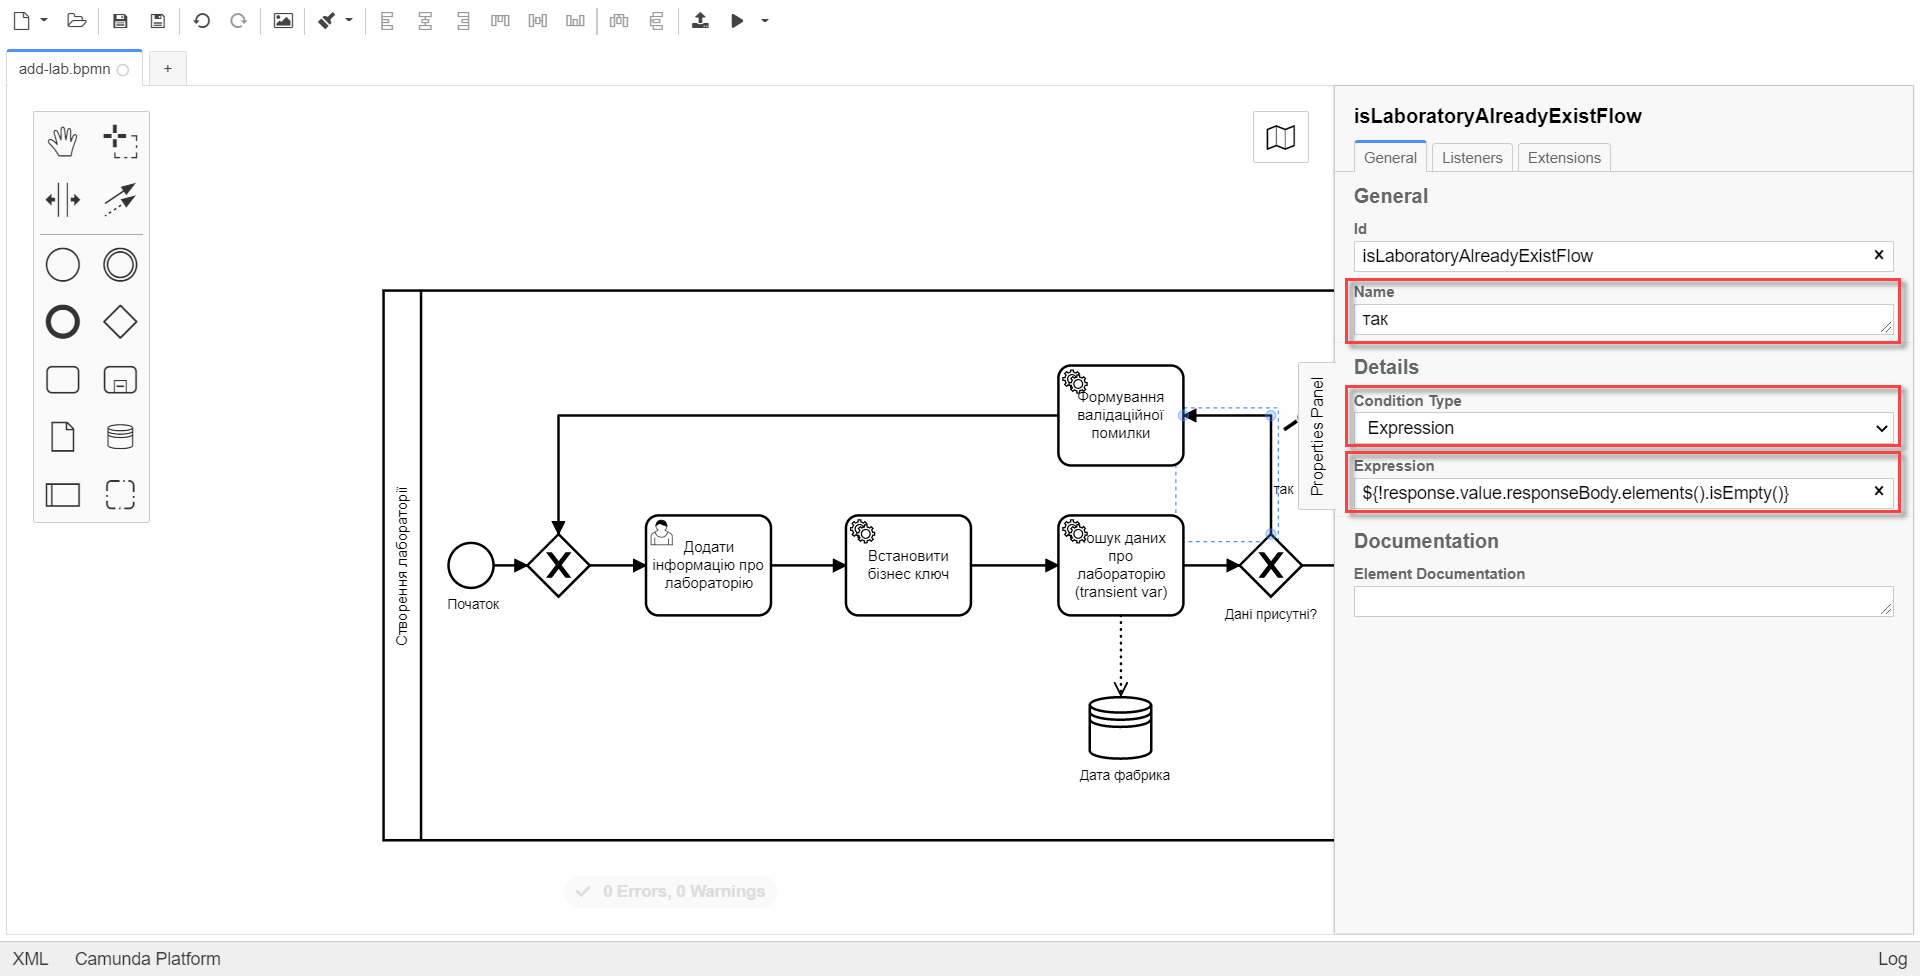 add-lab.bpmn
+
isLaboratoryAlreadyExistFlow
General
Listeners
Extensions
General
Id
isLaboratoryAlreadyExistFlow
Name
так
Details
Condition Type
Expression
Expression
${!response.value.responseBody.elements().isEmpty()}
Documentation
Element Documentation
Properties Panel
Створення лабораторії
Початок
Формування
валідаційної
помилки
так
Додати
інформацію про
лабораторію
Встановити
бізнес ключ
ошук даних
про
лабораторію
(transient var)
Дані присутні?
Дата фабрика
0 Errors, 0 Warnings
XML
Camunda Platform
Log